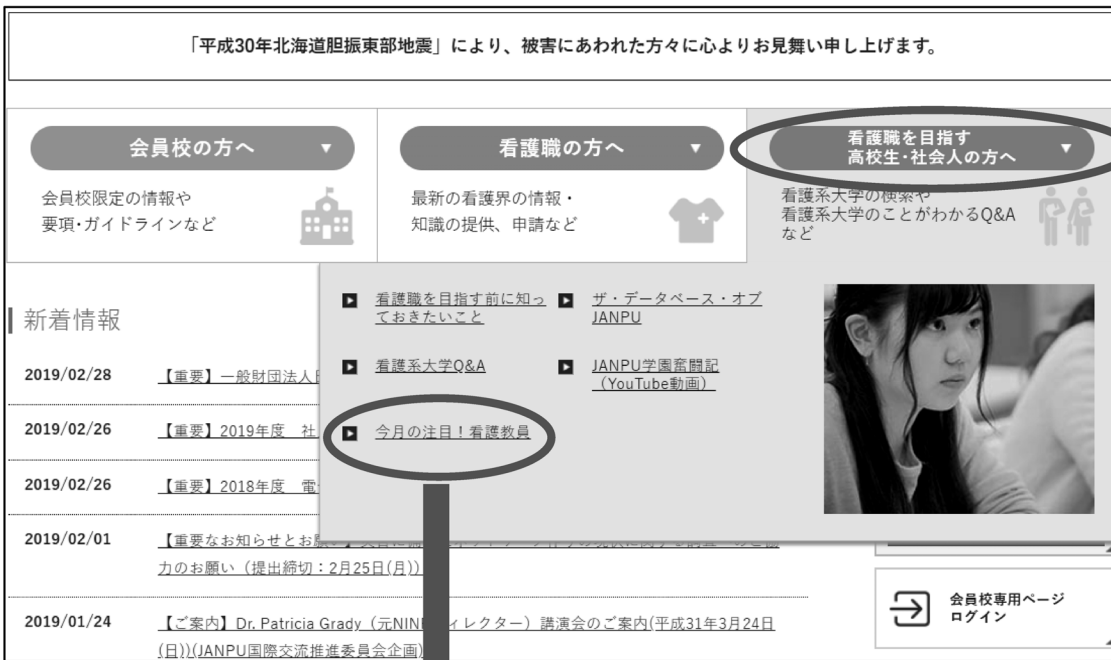 「平成30年北海道胆振東部地震」により、被害にあわれた方々に心よりお見舞い申し上げます。
会員校の方へ ▼
会員校限定の情報や
要項・ガイドラインなど
看護職の方へ ▼
最新の看護界の情報・
知識の提供、申請など
看護職を目指す
高校生・社会人の方へ ▼
看護系大学の検索や
看護系大学のことがわかるQ&A
など
看護職を目指す前に知っ
ておきたいこと
ザ・データベース・オブ
JANPU
看護系大学Q&A
JANPU学園奮闘記
（YouTube動画）
今月の注目！看護教員
新着情報
2019/02/28 【重要】一般財団法人
2019/02/26 【重要】2019年度 社
2019/02/26 【重要】2018年度 電
2019/02/01 【重要なお知らせとお願い】
力のお願い（提出締切：2月25日(月)）
2019/01/24 【ご案内】Dr. Patricia Grady（元NIN ィレクター）講演会のご案内(平成31年3月24日
(日))(JANPU国際交流推進委員会企画)
会員校専用ページ
ログイン